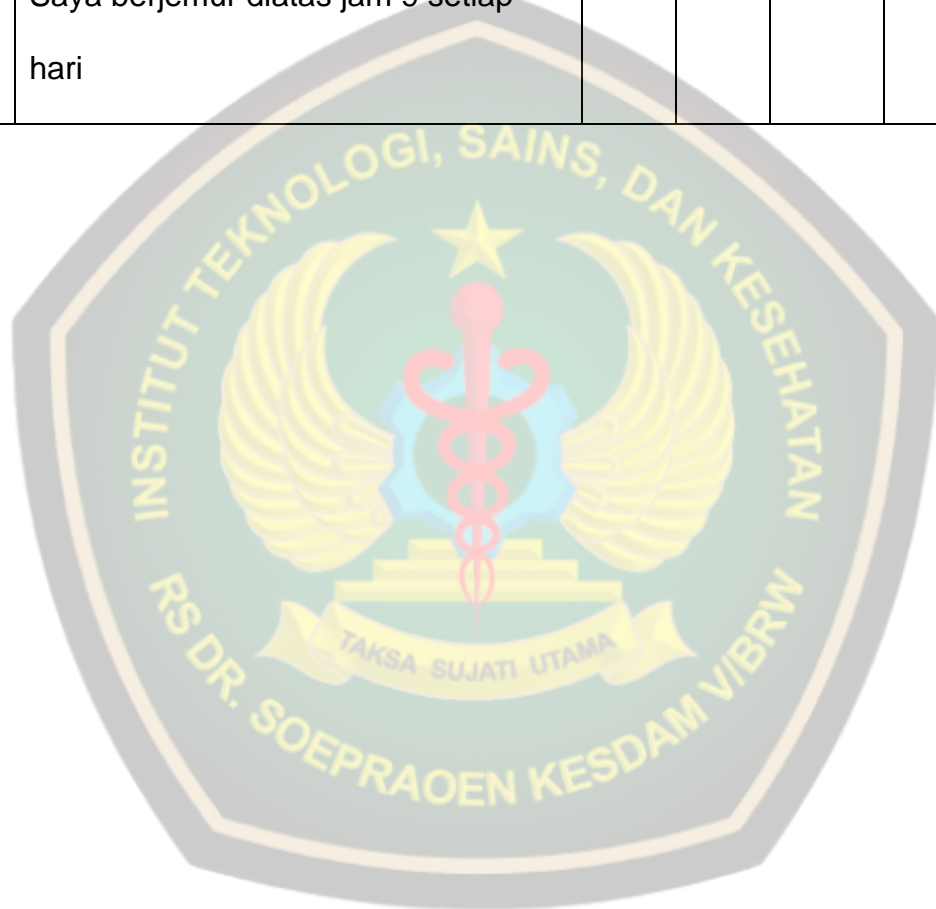 Saya berjemur diatas jam 9 setiap
hari
INSTITUT TEKNOLOGI, SAINS, DAN KESEHATAN
TAKSA SUJATI UTAMA
RS DR. SOEPRAOEN KESDAM V/BRW